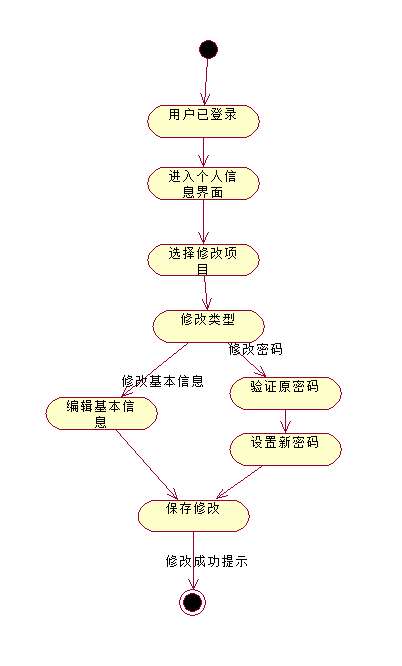 用户已登录
进入个人信
息界面
选择修改项
目
修改类型
修改密码
修改基本信息
验证原密码
编辑基本信
息
设置新密码
保存修改
修改成功提示